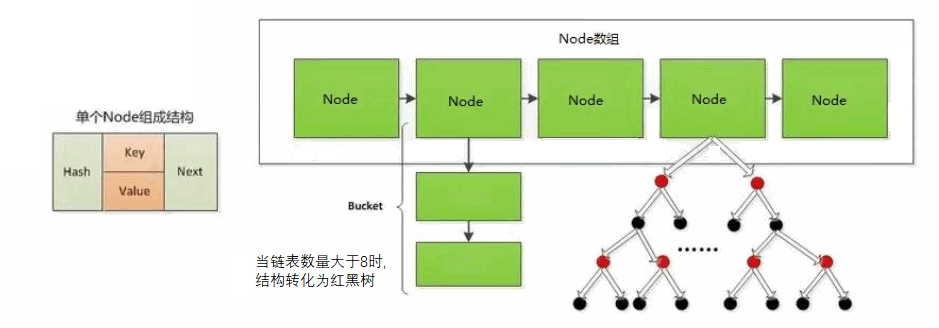 Node数组
Node
Node
Node
Node
Node
单个Node组成结构
Hash
Key
Value
Next
Bucket
当链表数量大于8时,
结构转化为红黑树